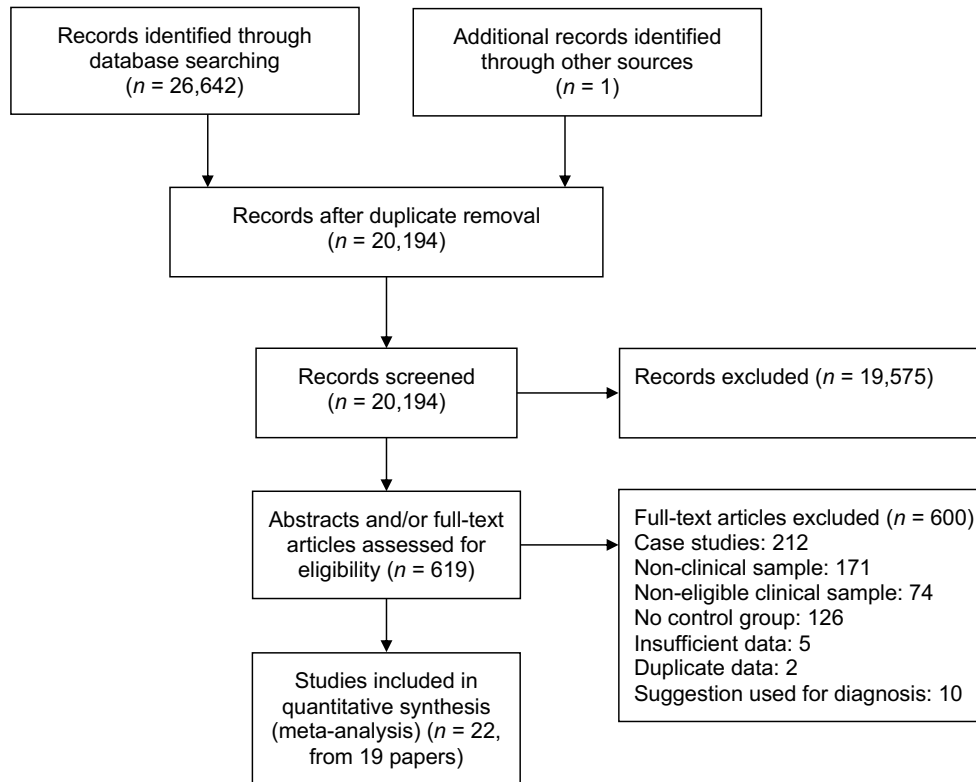 Records identified through
database searching
(n = 26,642)
Additional records identified
through other sources
(n = 1)
Records after duplicate removal
(n = 20,194)
Records screened
(n = 20,194)
Records excluded (n = 19,575)
Abstracts and/or full-text
articles assessed for
eligibility (n = 619)
Full-text articles excluded (n = 600)
Case studies: 212
Non-clinical sample: 171
Non-eligible clinical sample: 74
No control group: 126
Insufficient data: 5
Duplicate data: 2
Suggestion used for diagnosis: 10
Studies included in
quantitative synthesis
(meta-analysis) (n = 22,
from 19 papers)